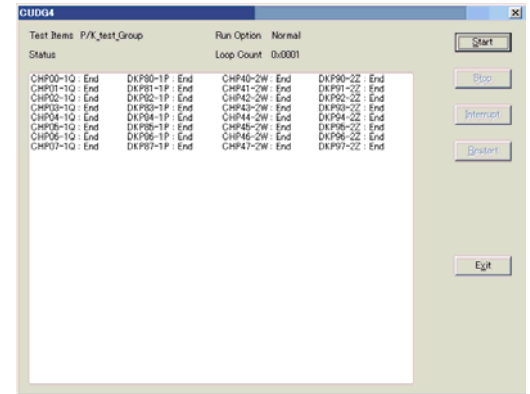 CUDG4
Test Items P/K_test_Group Run Option Normal
Status Loop Count 0x0001
CHP00-1Q : End DKP80-1P : End CHP40-2W : End DKP90-2Z : End
CHP01-1Q : End DKP81-1P : End CHP41-2W : End DKP91-2Z : End
CHP02-1Q : End DKP82-1P : End CHP42-2W : End DKP92-2Z : End
CHP03-1Q : End DKP83-1P : End CHP43-2W : End DKP93-2Z : End
CHP04-1Q : End DKP84-1P : End CHP44-2W : End DKP94-2Z : End
CHP05-1Q : End DKP85-1P : End CHP45-2W : End DKP95-2Z : End
CHP06-1Q : End DKP86-1P : End CHP46-2W : End DKP96-2Z : End
CHP07-1Q : End DKP87-1P : End CHP47-2W : End DKP97-2Z : End
Start
Stop
Interrupt
Restart
Exit